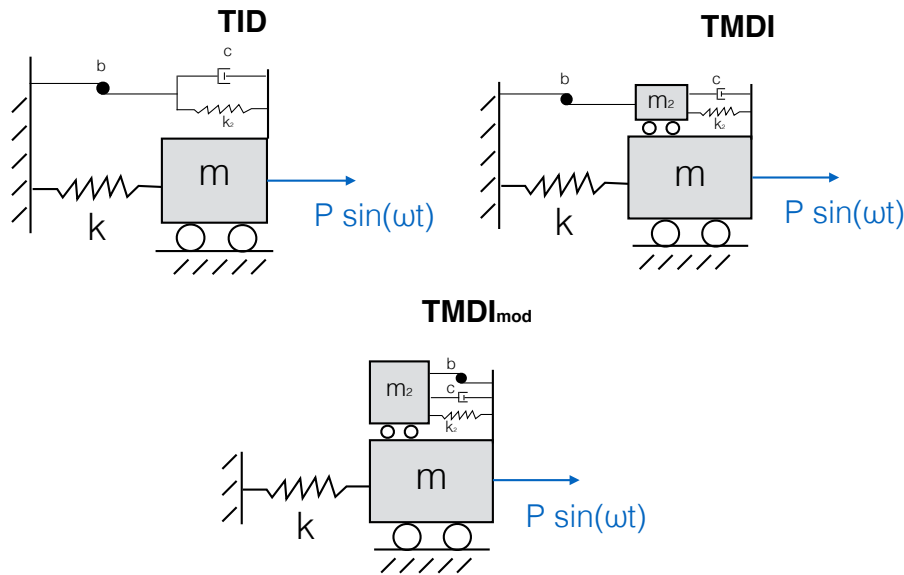 TID
b
c
k₂
m
k
P sin(ωt)
TMDI
b
c
m₂
k₂
m
k
P sin(ωt)
TMDImod
b
m₂
c
k₂
m
k
P sin(ωt)